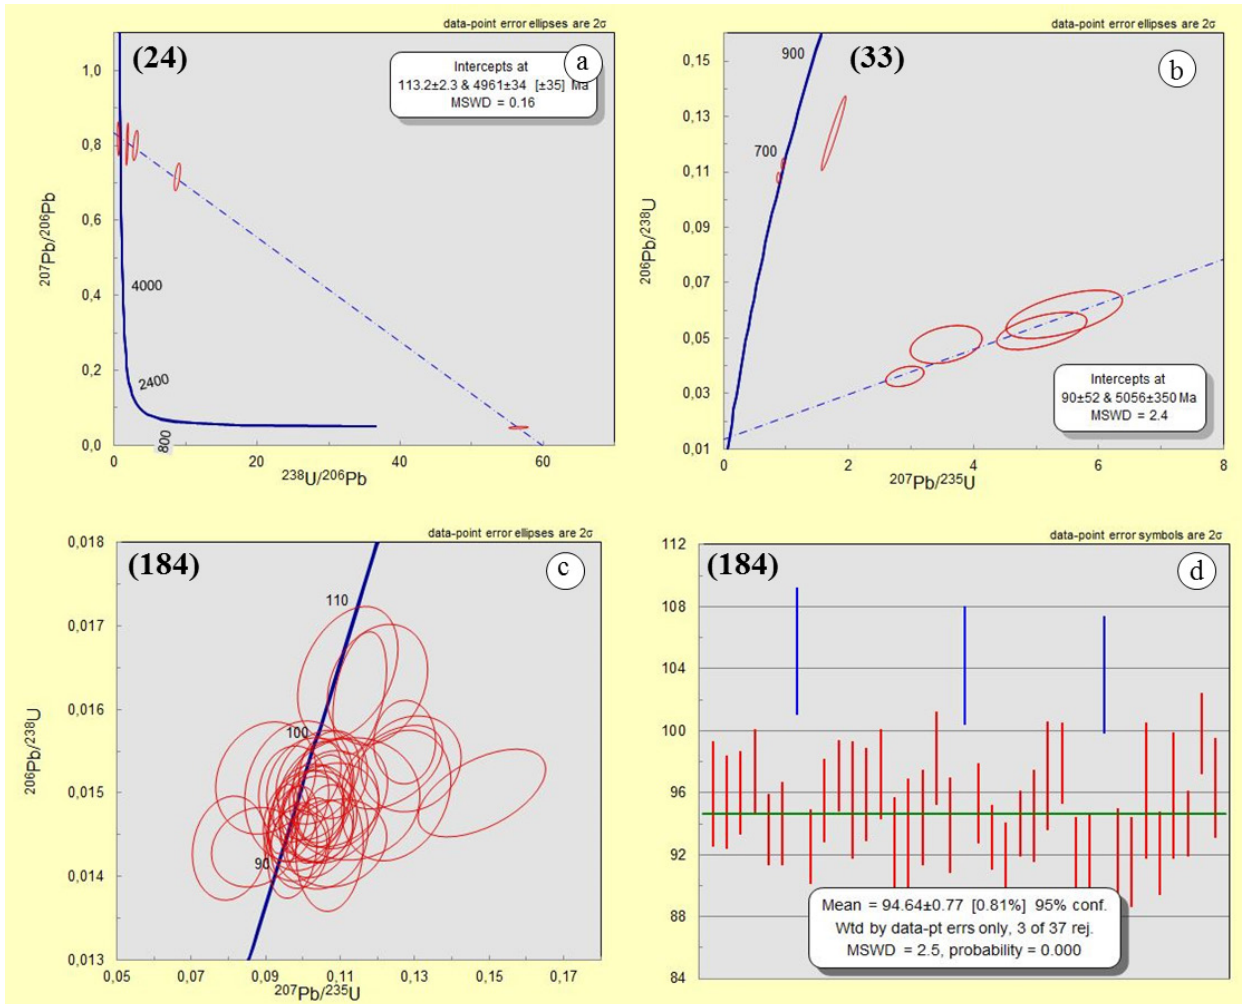 data-point error ellipses are 2σ
(24)
a
Intercepts at
113.2±2.3 & 4961±34 [±35] Ma
MSWD = 0.16
1,0
0,8
0,6
0,4
0,2
0,0
207Pb/206Pb
4000
2400
800
0
20
40
60
238U/206Pb
data-point error ellipses are 2σ
(33)
b
900
700
0,15
0,13
0,11
0,09
0,07
0,05
0,03
0,01
206Pb/238U
Intercepts at
90±52 & 5056±350 Ma
MSWD = 2.4
0
2
4
6
8
207Pb/235U
data-point error ellipses are 2σ
(184)
c
0,018
0,017
0,016
0,015
0,014
0,013
206Pb/238U
110
100
90
0,05
0,07
0,09
0,11
0,13
0,15
0,17
207Pb/235U
data-point error symbols are 2σ
(184)
d
112
108
104
100
96
92
88
84
Mean = 94.64±0.77 [0.81%] 95% conf.
Wtd by data-pt errs only, 3 of 37 rej.
MSWD = 2.5, probability = 0.000